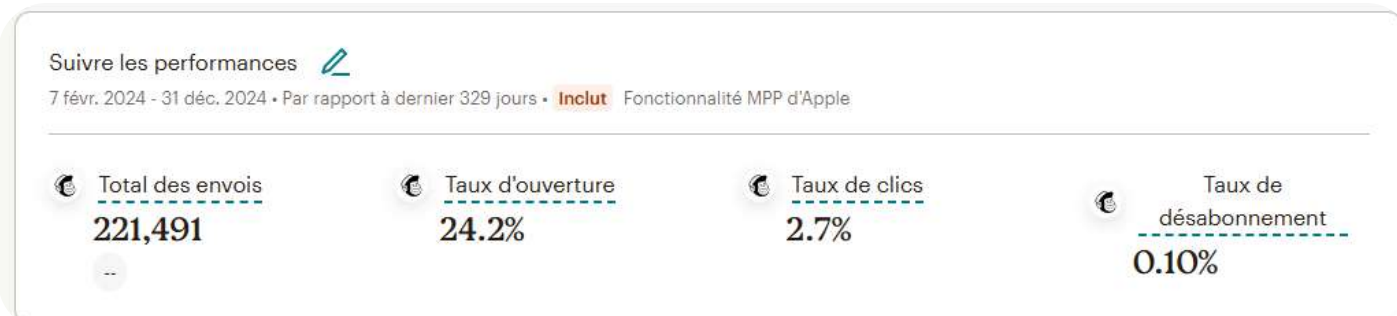 Suivre les performances
7 févr. 2024 - 31 déc. 2024 • Par rapport à dernier 329 jours • Inclut Fonctionnalité MPP d'Apple
Total des envois
221,491
--
Taux d'ouverture
24.2%
Taux de clics
2.7%
Taux de
désabonnement
0.10%